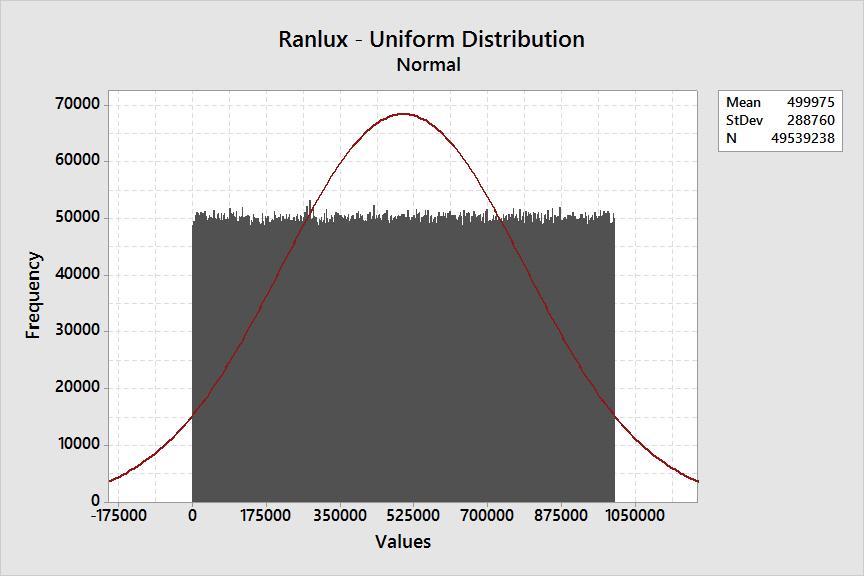 Ranlux - Uniform Distribution
Normal
Mean 499975
StDev 288760
N 49539238
70000
60000
50000
40000
30000
20000
10000
0
Frequency
-175000 0 175000 350000 525000 700000 875000 1050000
Values